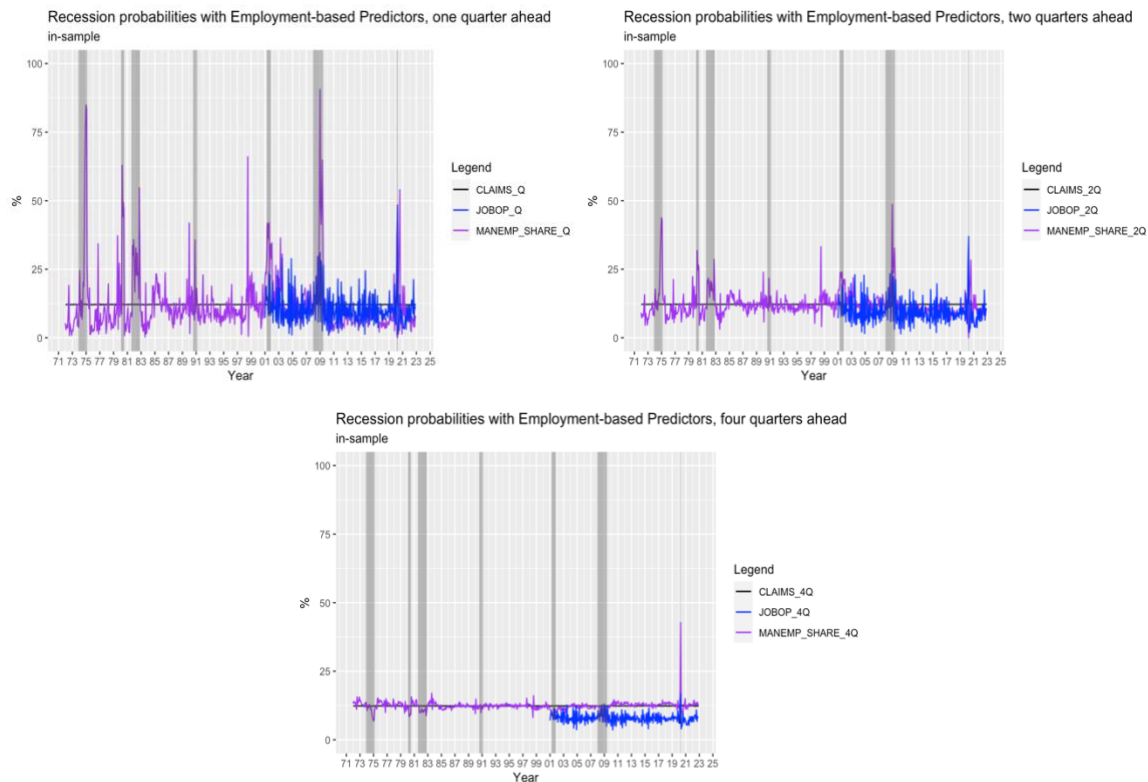 Recession probabilities with Employment-based Predictors, one quarter ahead
in-sample
100
75
50
25
0
%
71 73 75 77 79 81 83 85 87 89 91 93 95 97 99 01 03 05 07 09 11 13 15 17 19 21 23 25
Year
Legend
CLAIMS_Q
JOBOP_Q
MANEMP_SHARE_Q
Recession probabilities with Employment-based Predictors, two quarters ahead
in-sample
100
75
50
25
0
%
71 73 75 77 79 81 83 85 87 89 91 93 95 97 99 01 03 05 07 09 11 13 15 17 19 21 23 25
Year
Legend
CLAIMS_2Q
JOBOP_2Q
MANEMP_SHARE_2Q
Recession probabilities with Employment-based Predictors, four quarters ahead
in-sample
100
75
50
25
0
%
71 73 75 77 79 81 83 85 87 89 91 93 95 97 99 01 03 05 07 09 11 13 15 17 19 21 23 25
Year
Legend
CLAIMS_4Q
JOBOP_4Q
MANEMP_SHARE_4Q